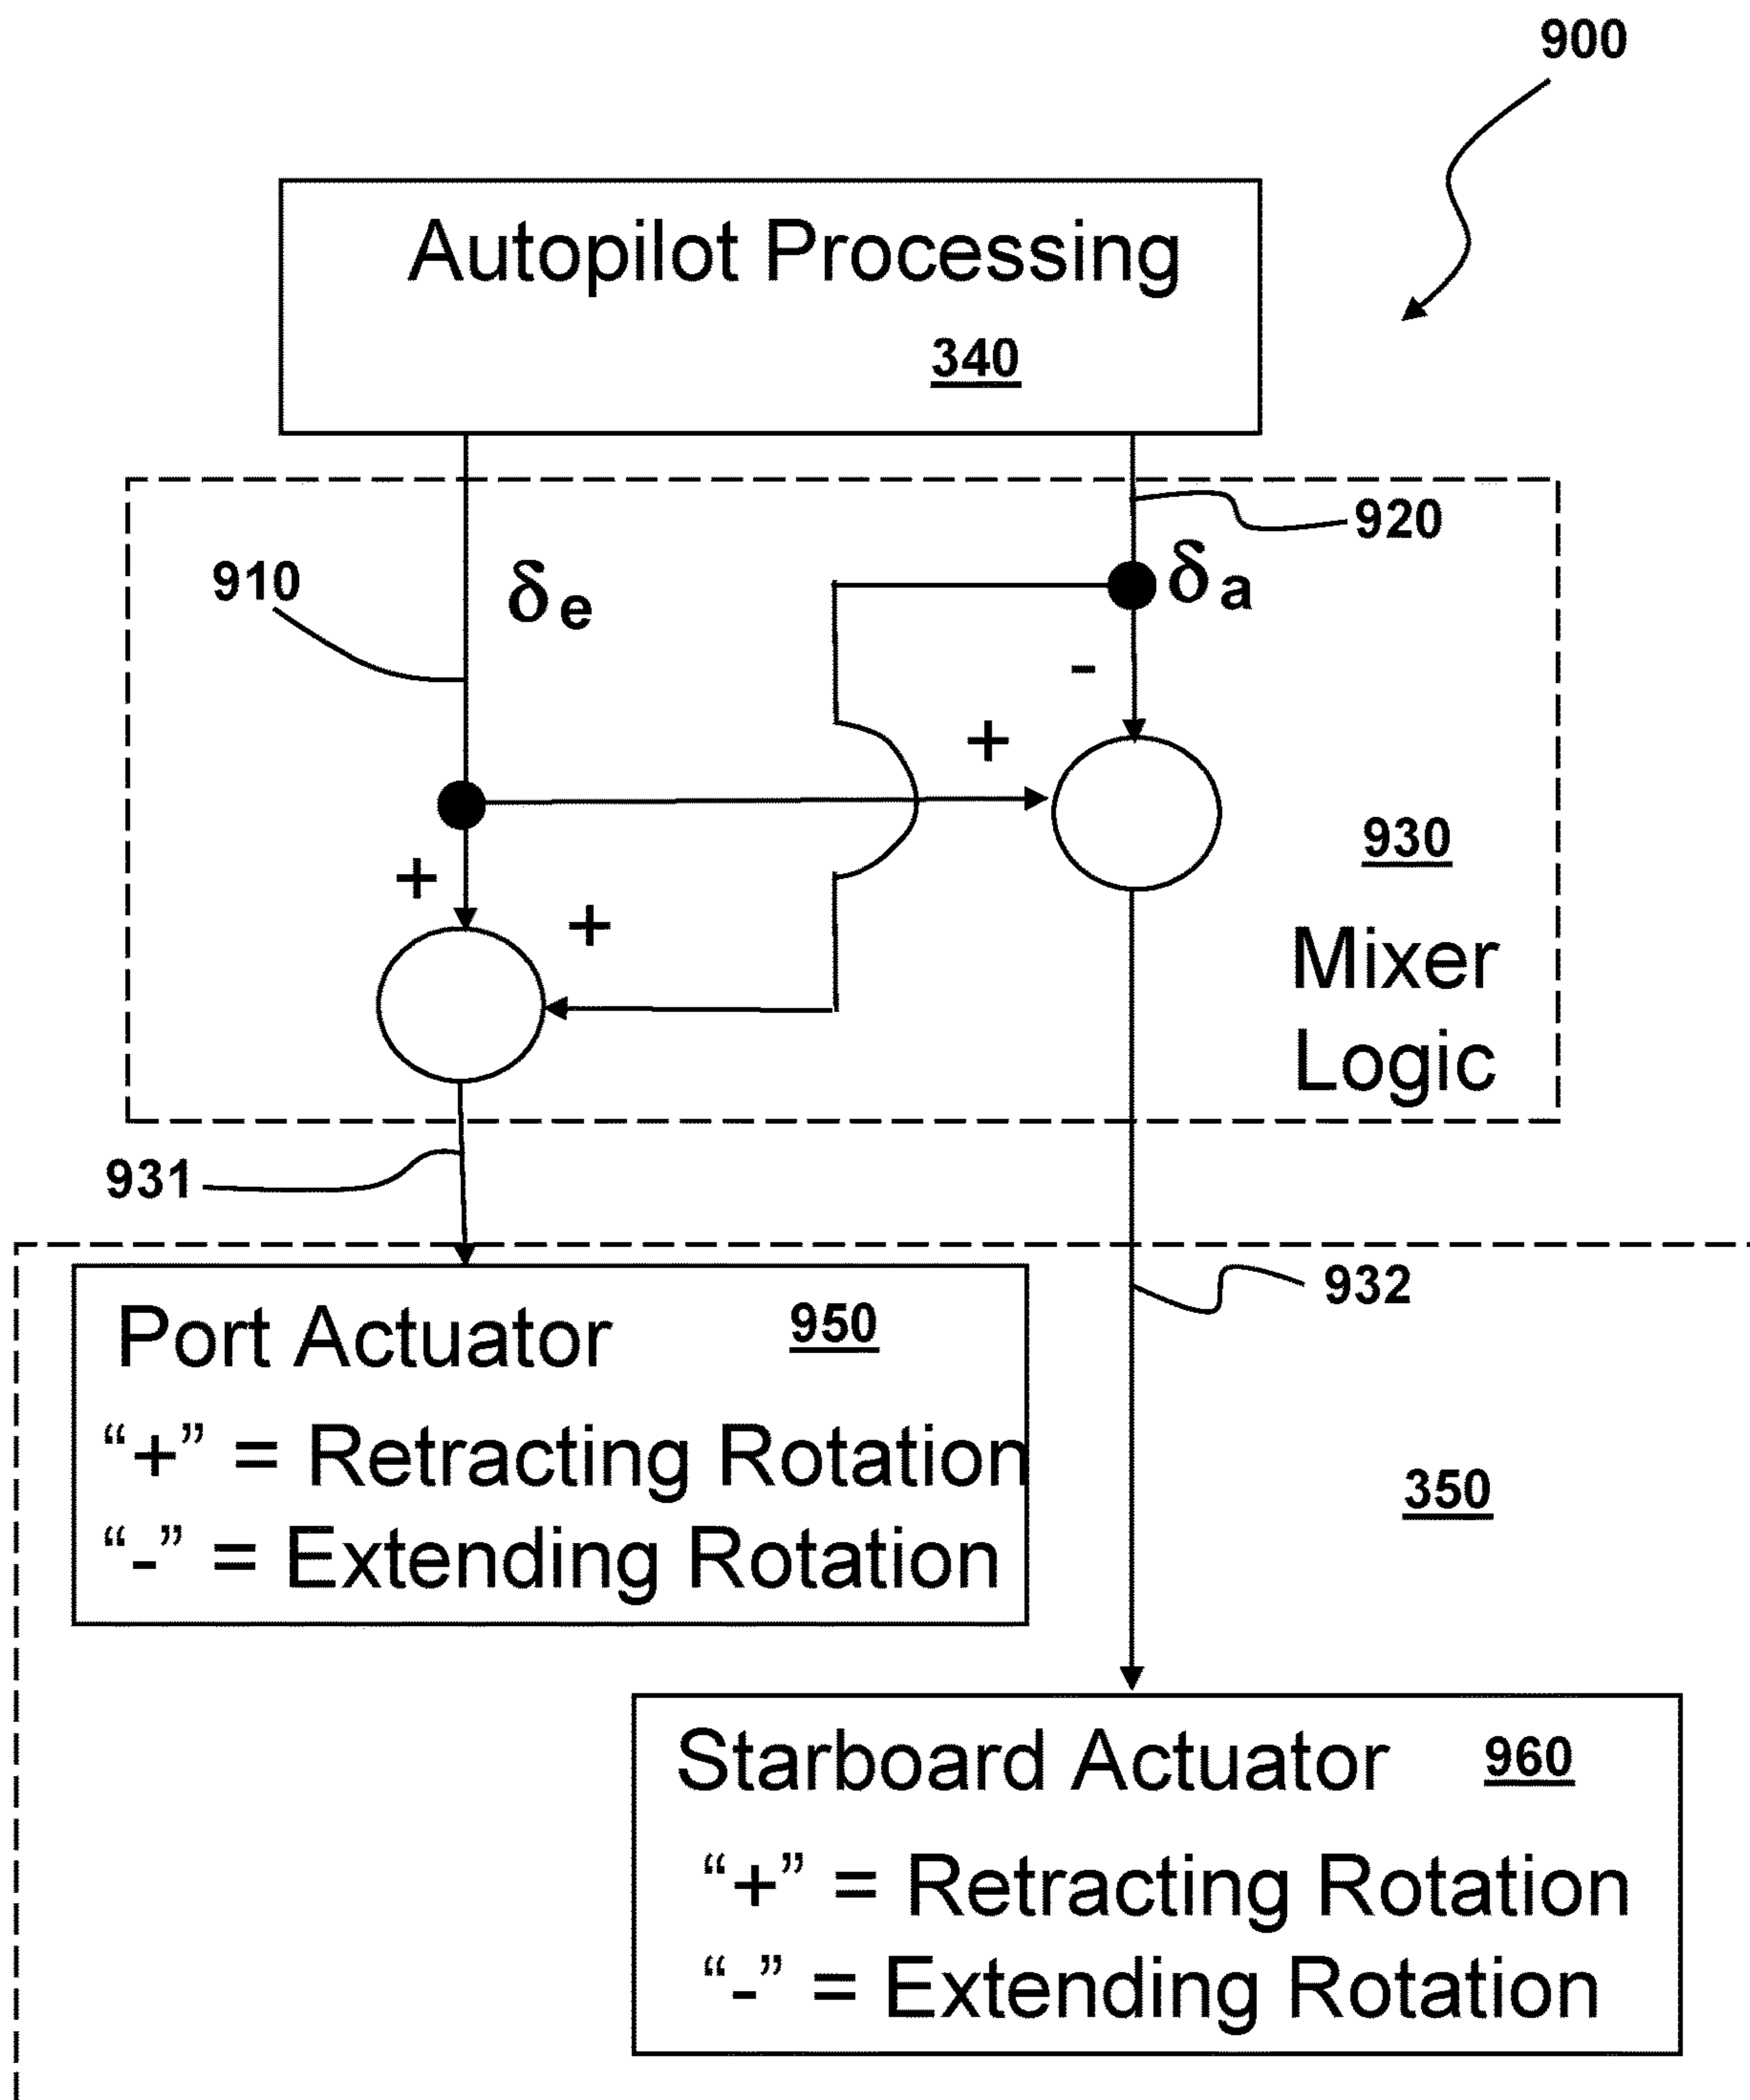 900
Autopilot Processing
340
920
910
δe
δa
-
+
930
+
+
Mixer
Logic
931
932
Port Actuator 950
“+” = Retracting Rotation
“-” = Extending Rotation
350
Starboard Actuator 960
“+” = Retracting Rotation
“-” = Extending Rotation